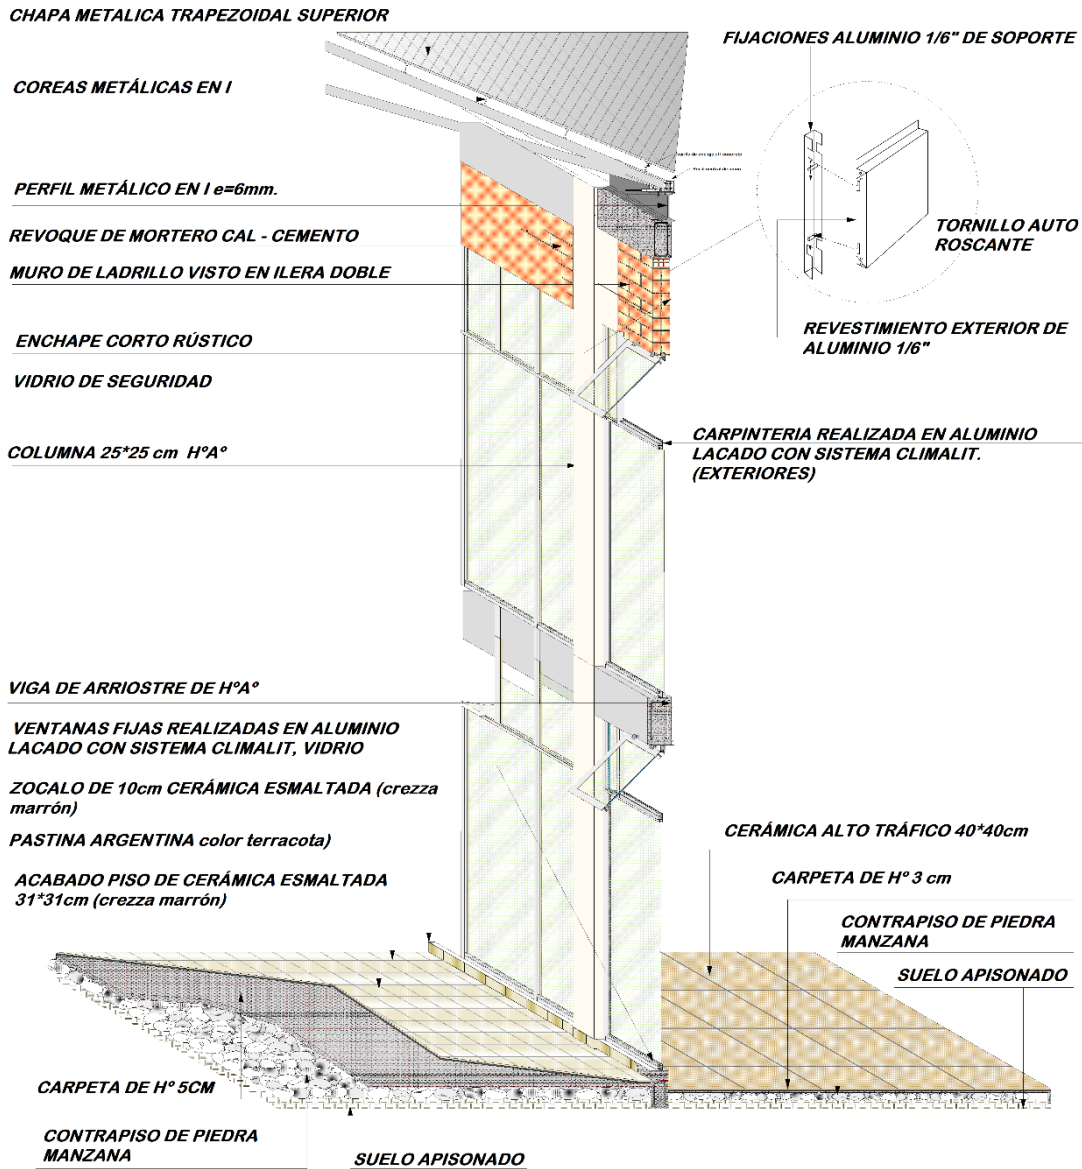 CHAPA METALICA TRAPEZOIDAL SUPERIOR
FIJACIONES ALUMINIO 1/6" DE SOPORTE
COREAS METÁLICAS EN I
PERFIL METÁLICO EN I e=6mm.
REVOQUE DE MORTERO CAL - CEMENTO
TORNILLO AUTO
ROSCANTE
MURO DE LADRILLO VISTO EN ILERA DOBLE
REVESTIMIENTO EXTERIOR DE
ALUMINIO 1/6"
ENCHAPE CORTO RÚSTICO
VIDRIO DE SEGURIDAD
CARPINTERIA REALIZADA EN ALUMINIO
LACADO CON SISTEMA CLIMALIT.
(EXTERIORES)
COLUMNA 25*25 cm HºAº
VIGA DE ARRIOSTRE DE HºAº
VENTANAS FIJAS REALIZADAS EN ALUMINIO
LACADO CON SISTEMA CLIMALIT, VIDRIO
ZOCALO DE 10cm CERÁMICA ESMALTADA (crezza
marrón)
PASTINA ARGENTINA color terracota)
CERÁMICA ALTO TRÁFICO 40*40cm
ACABADO PISO DE CERÁMICA ESMALTADA
31*31cm (crezza marrón)
CARPETA DE Hº 3 cm
CONTRAPISO DE PIEDRA
MANZANA
SUELO APISONADO
CARPETA DE Hº 5CM
CONTRAPISO DE PIEDRA
MANZANA
SUELO APISONADO